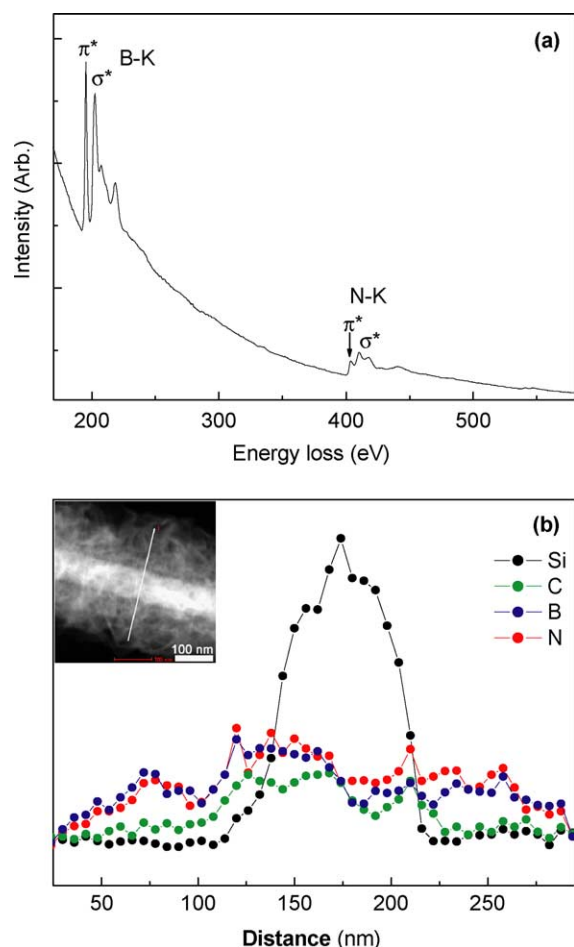 (a)
π* B-K
σ*
Intensity (Arb.)
N-K
π*
σ*
200 300 400 500
Energy loss (eV)
(b)
Si
C
B
N
100 nm
50 100 150 200 250
Distance (nm)